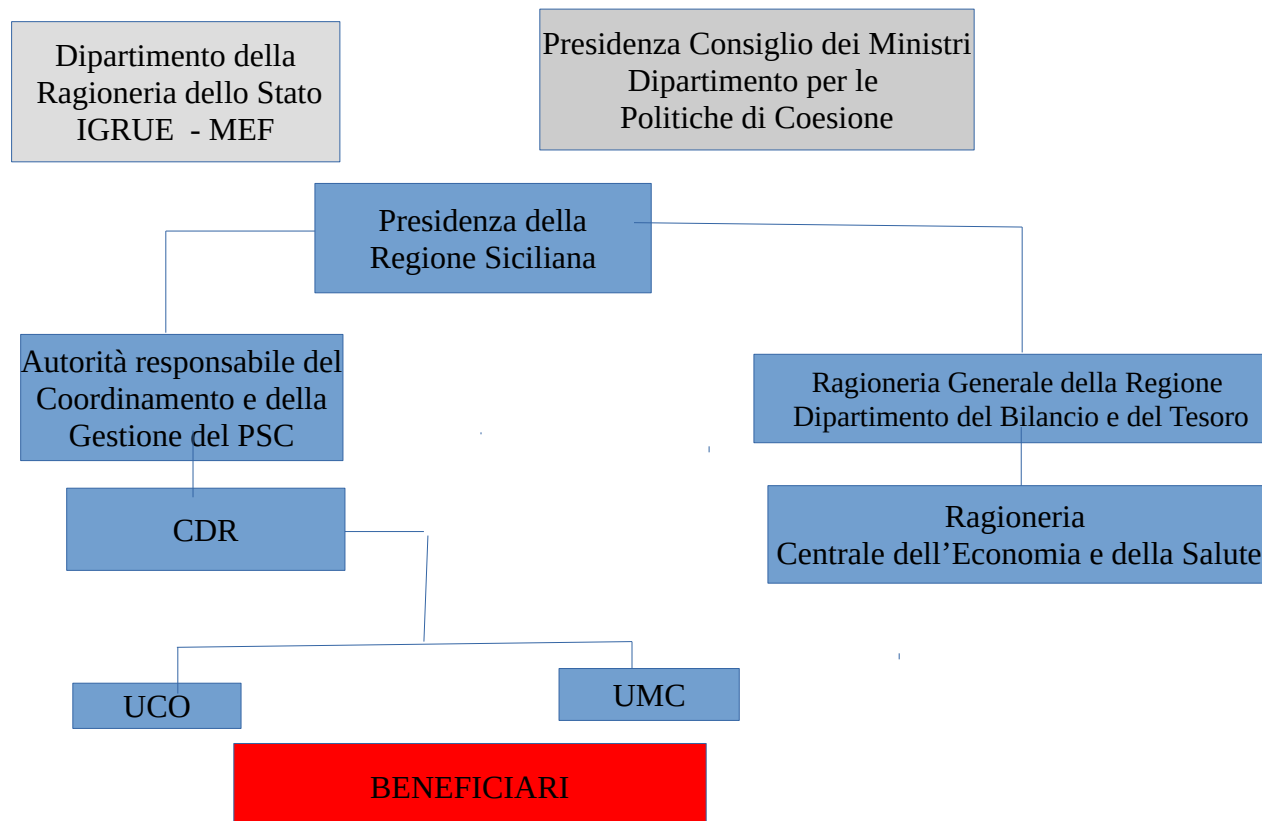 Dipartimento della
Ragioneria dello Stato
IGRUE - MEF
Presidenza Consiglio dei Ministri
Dipartimento per le
Politiche di Coesione
Presidenza della
Regione Siciliana
Autorità responsabile del
Coordinamento e della
Gestione del PSC
Ragioneria Generale della Regione
Dipartimento del Bilancio e del Tesoro
CDR
Ragioneria
Centrale dell’Economia e della Salute
UCO
UMC
BENEFICIARI